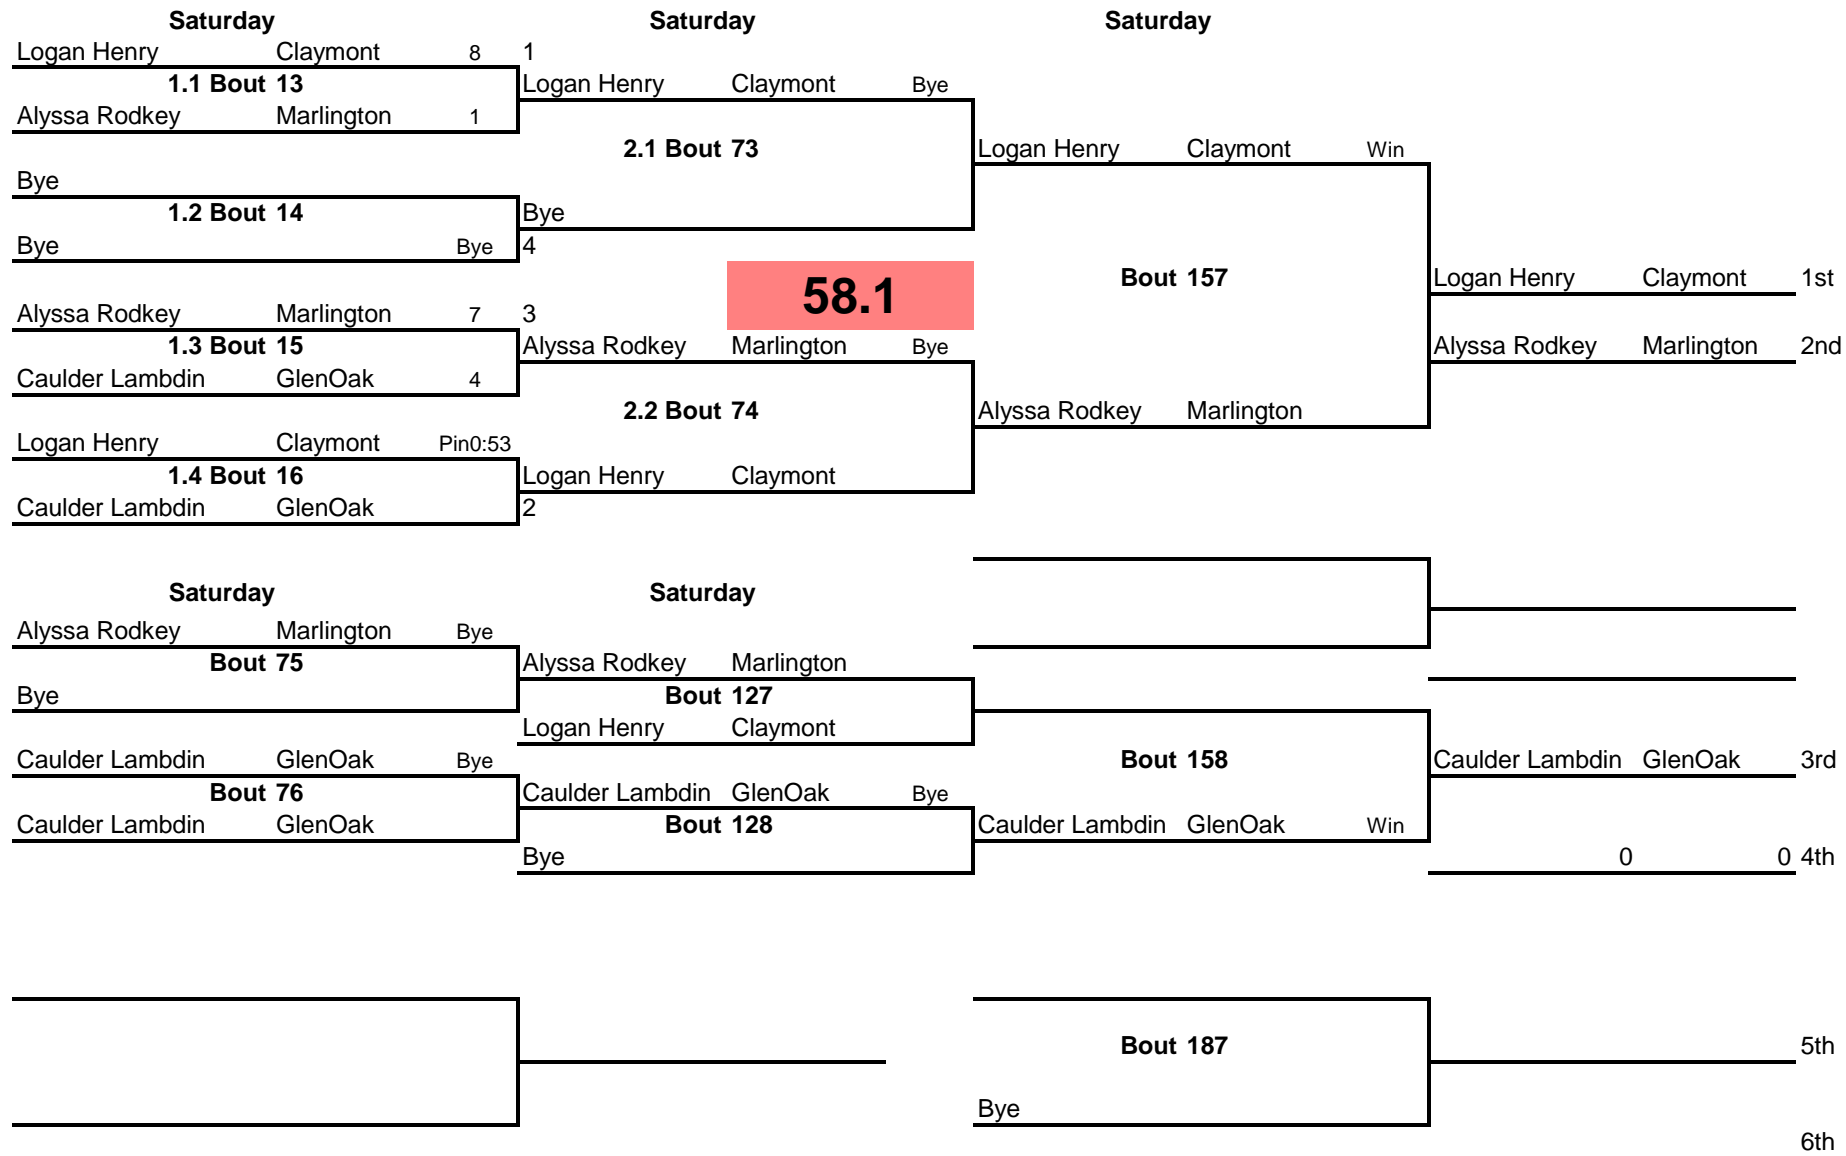 Saturday Saturday Saturday
Logan Henry Claymont 8 1
1.1 Bout 13 Logan Henry Claymont Bye
Alyssa Rodkey Marlington 1
2.1 Bout 73 Logan Henry Claymont Win
Bye
1.2 Bout 14 Bye
Bye Bye 4
58.1 Bout 157 Logan Henry Claymont 1st
Alyssa Rodkey Marlington 7 3
1.3 Bout 15 Alyssa Rodkey Marlington Bye Alyssa Rodkey Marlington 2nd
Caulder Lambdin GlenOak 4
2.2 Bout 74 Alyssa Rodkey Marlington
Logan Henry Claymont Pin0:53
1.4 Bout 16 Logan Henry Claymont
Caulder Lambdin GlenOak 2
Saturday Saturday
Alyssa Rodkey Marlington Bye
Bout 75 Alyssa Rodkey Marlington
Bye Bout 127
Logan Henry Claymont
Caulder Lambdin GlenOak Bye Bout 158 Caulder Lambdin GlenOak 3rd
Bout 76 Caulder Lambdin GlenOak Bye
Caulder Lambdin GlenOak Bout 128 Caulder Lambdin GlenOak Win
Bye 0 0 4th
Bout 187 5th
Bye
6th